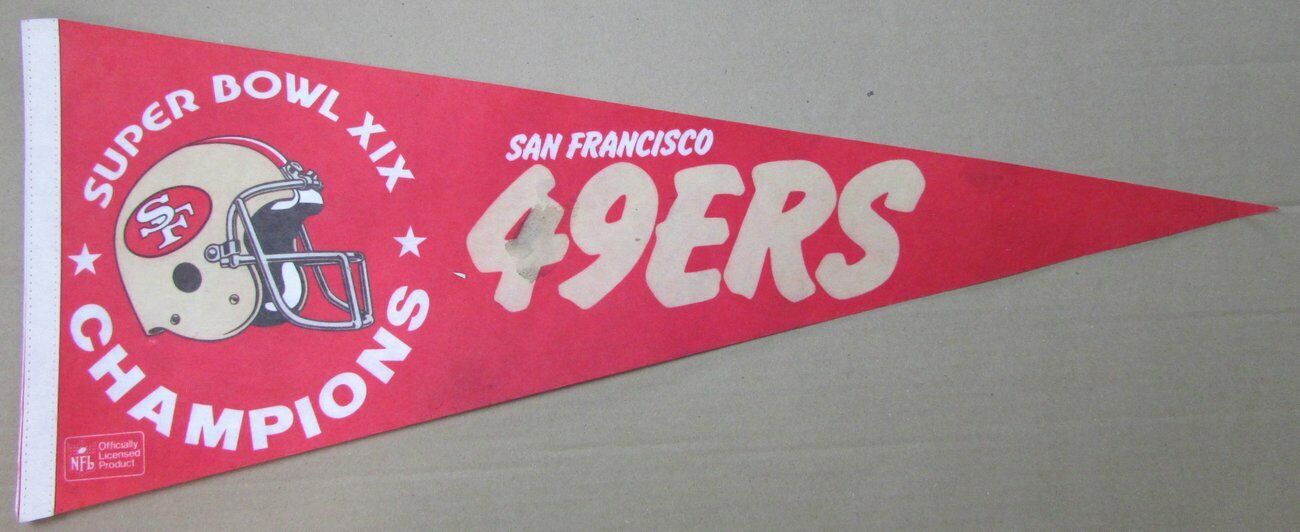 SUPER BOWL XIX
SF
CHAMPIONS
SAN FRANCISCO
49ERS
NFL
Officially
Licensed
Product